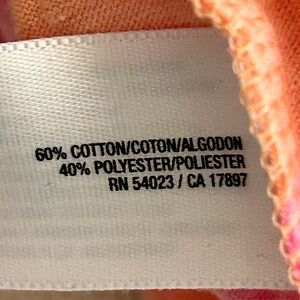 60% COTTON/COTON/ALGODON
40% POLYESTER/POLIESTER
RN 54023 / CA 17897